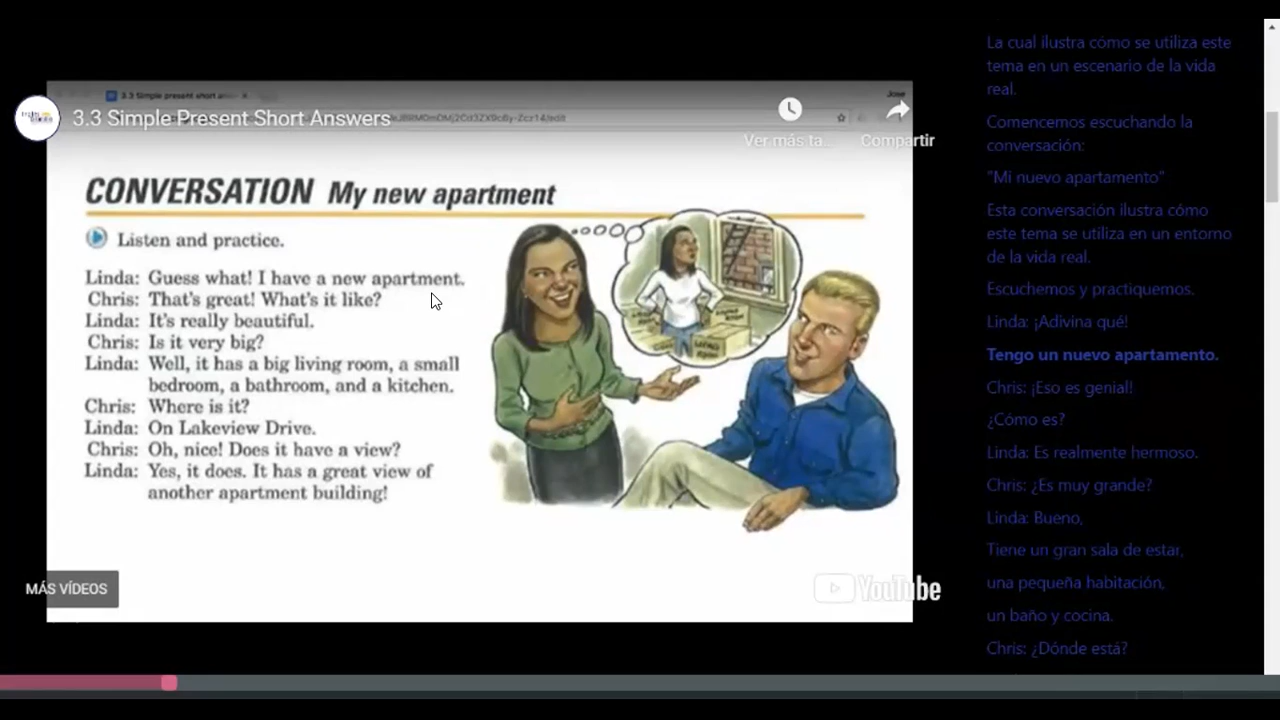 3.3 Simple present short ans
Jose
3.3 Simple Present Short Answers
Ver más ta...
Compartir
CONVERSATION My new apartment
Listen and practice.
Linda: Guess what! I have a new apartment.
Chris: That's great! What's it like?
Linda: It's really beautiful.
Chris: Is it very big?
Linda: Well, it has a big living room, a small
bedroom, a bathroom, and a kitchen.
Chris: Where is it?
Linda: On Lakeview Drive.
Chris: Oh, nice! Does it have a view?
Linda: Yes, it does. It has a great view of
another apartment building!
MÁS VÍDEOS
YouTube
La cual ilustra cómo se utiliza este
tema en un escenario de la vida
real.
Comencemos escuchando la
conversación:
"Mi nuevo apartamento"
Esta conversación ilustra cómo
este tema se utiliza en un entorno
de la vida real.
Escuchemos y practiquemos.
Linda: ¡Adivina qué!
Tengo un nuevo apartamento.
Chris: ¡Eso es genial!
¿Cómo es?
Linda: Es realmente hermoso.
Chris: ¿Es muy grande?
Linda: Bueno,
Tiene un gran sala de estar,
una pequeña habitación,
un baño y cocina.
Chris: ¿Dónde está?